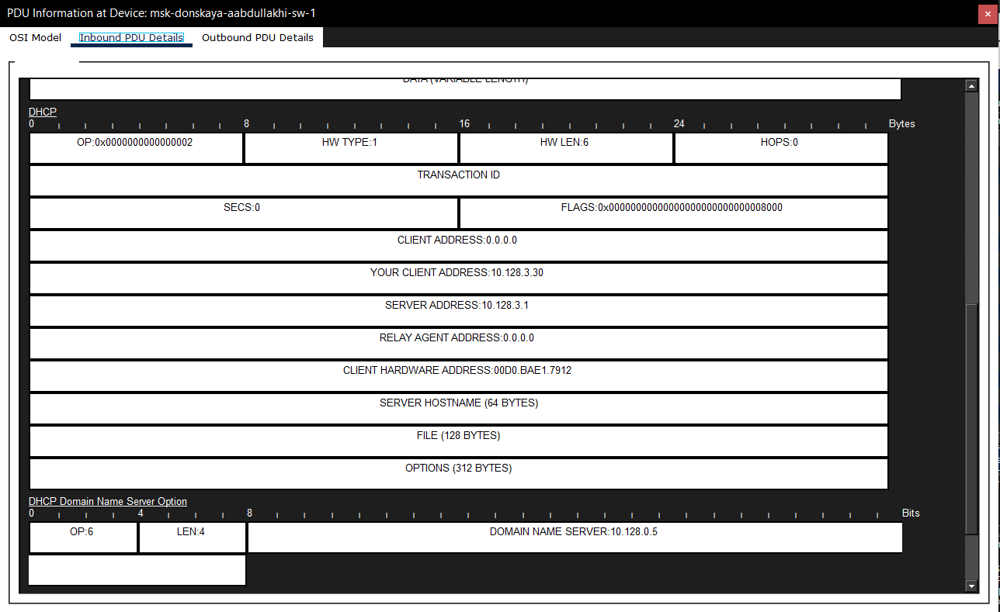 PDU Information at Device: msk-donskaya-aabdullakhi-sw-1
×
OSI Model Inbound PDU Details Outbound PDU Details
DATA (VARIABLE LENGTH)
DHCP
0 8 16 24 Bytes
OP:0x0000000000000002 HW TYPE:1 HW LEN:6 HOPS:0
TRANSACTION ID
SECS:0 FLAGS:0x00000000000000000000000000008000
CLIENT ADDRESS:0.0.0.0
YOUR CLIENT ADDRESS:10.128.3.30
SERVER ADDRESS:10.128.3.1
RELAY AGENT ADDRESS:0.0.0.0
CLIENT HARDWARE ADDRESS:00D0.BAE1.7912
SERVER HOSTNAME (64 BYTES)
FILE (128 BYTES)
OPTIONS (312 BYTES)
DHCP Domain Name Server Option
0 4 8 Bits
OP:6 LEN:4 DOMAIN NAME SERVER:10.128.0.5